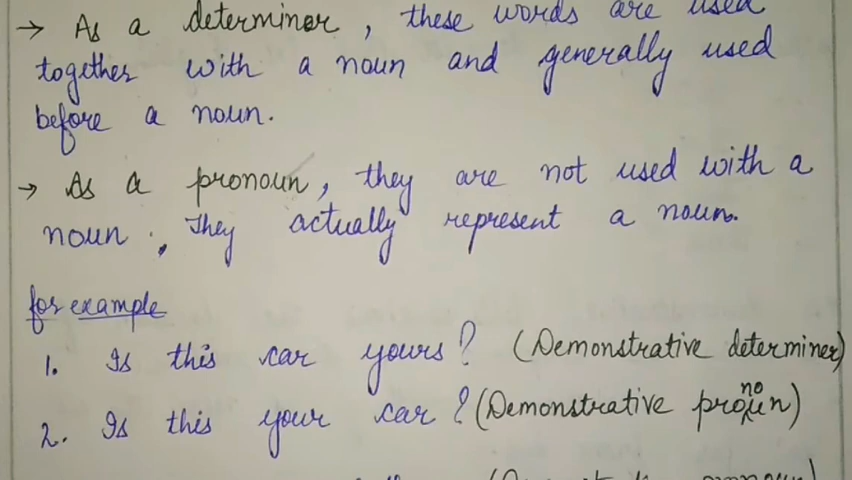 → As a determiner, these words are used
together with a noun and generally used
before a noun.
→ As a pronoun, they are not used with a
noun, They actually represent a noun.
for example
1. Is this car yours? (Demonstrative determiner)
2. Is this your car? (Demonstrative pronoun)